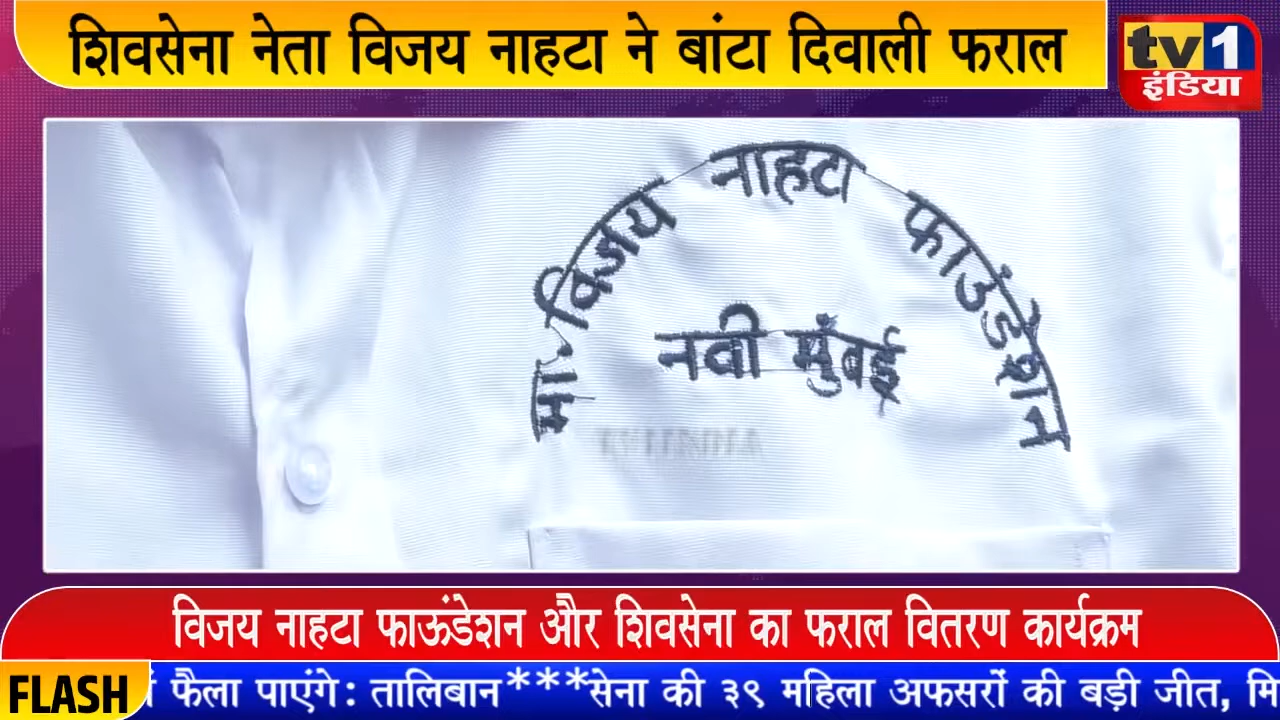 शिवसेना नेता विजय नाहटा ने बांटा दिवाली फराल
tv1
इंडिया
मा. विजय नाहटा फाउंडेशन
नवी मुंबई
विजय नाहटा फाऊंडेशन और शिवसेना का फराल वितरण कार्यक्रम
FLASH
फैला पाएंगे: तालिबान***सेना की ३९ महिला अफसरों की बड़ी जीत, मि